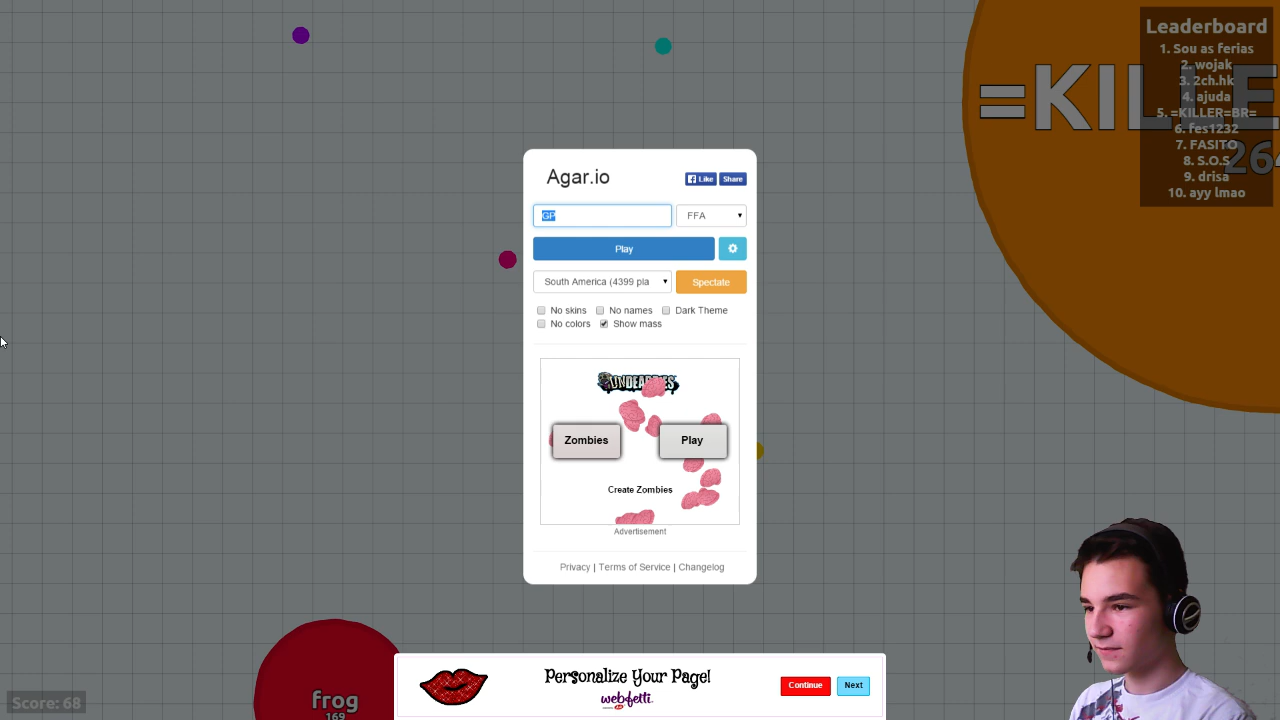 Leaderboard
1. Sou as ferias
2. wojak
3. 2ch.hk
4. ajuda
5. =KILLER=BR=
6. fes1232
7. FASITO
8. S.O.S
9. drisa
10. ayy lmao
=KILLE
264
Agar.io
Like Share
GP FFA
Play
South America (4399 pla Spectate
No skins No names Dark Theme
No colors Show mass
Zombies Play
Create Zombies
Advertisement
Privacy | Terms of Service | Changelog
Personalize Your Page!
webfetti
Continue Next
frog
169
Score: 68